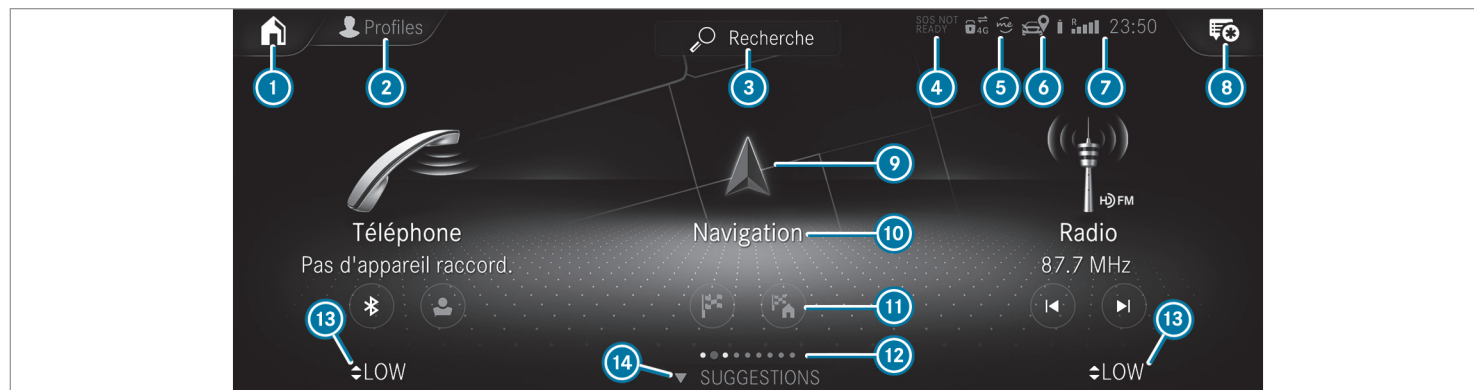 Profiles
Recherche
SOS NOT
READY
4G
me
R
23:50
1
2
3
4
5
6
7
8
9
HD FM
Téléphone
Navigation
10
Radio
Pas d'appareil raccord.
87.7 MHz
11
13
13
12
14
LOW
SUGGESTIONS
LOW